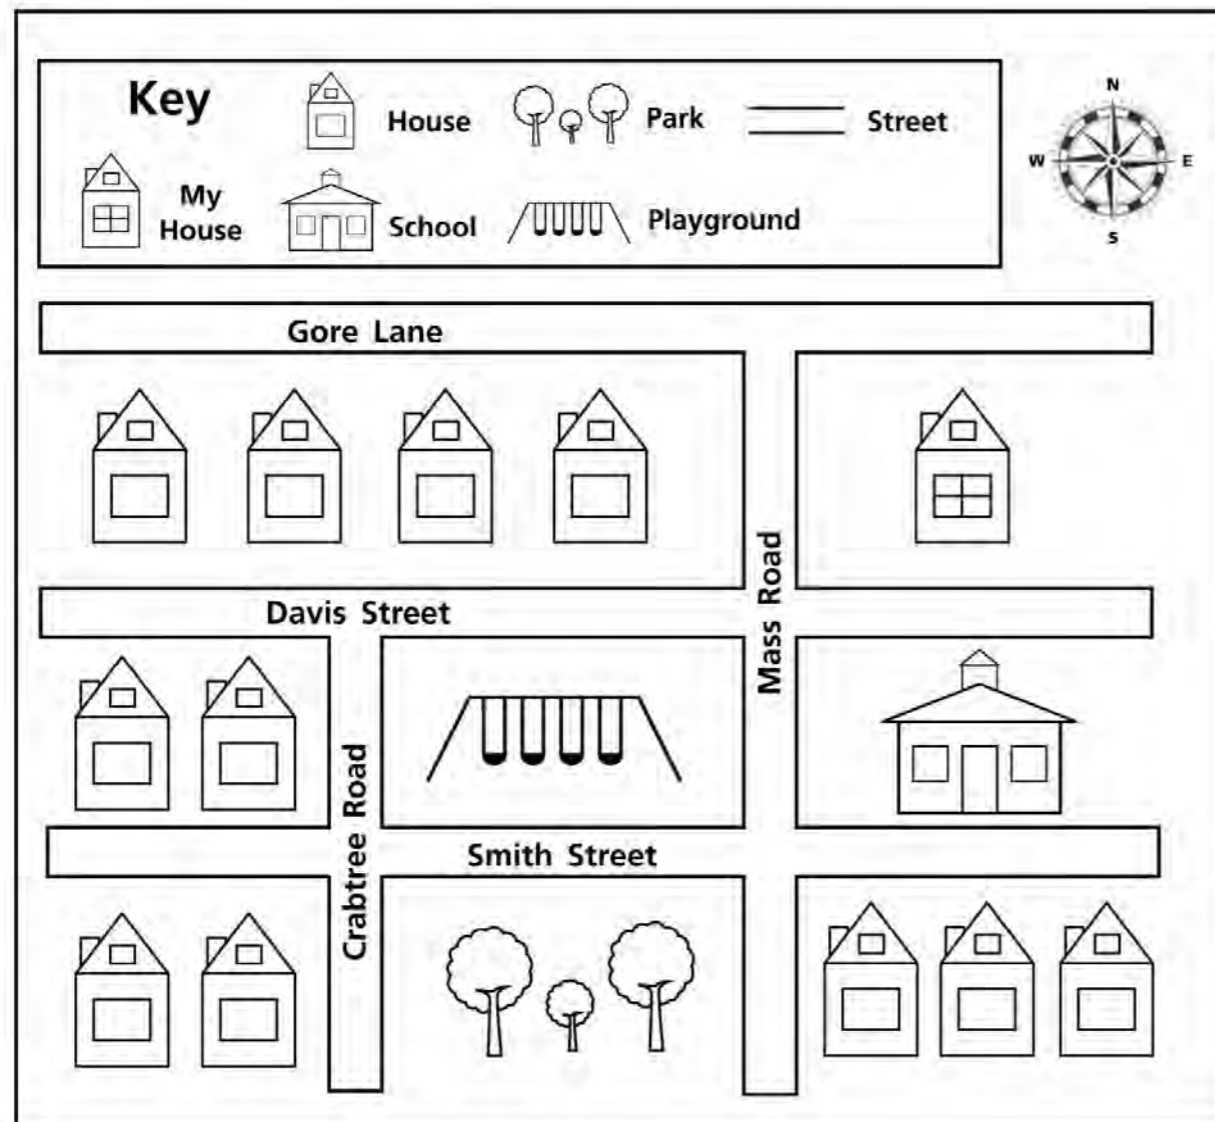 Key
House
Park
Street
My
House
School
Playground
N
W
E
S
Gore Lane
Davis Street
Mass Road
Crabtree Road
Smith Street